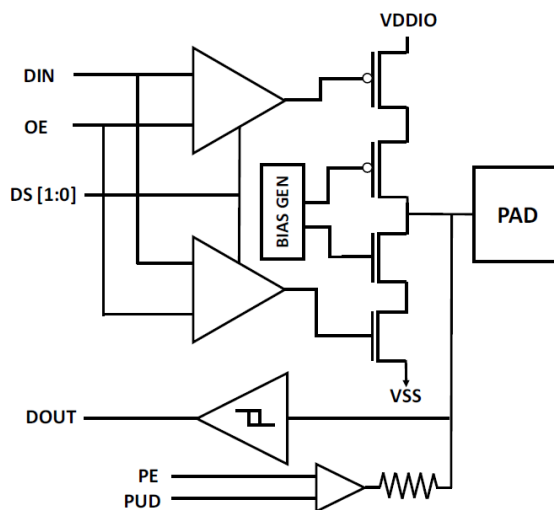 VDDIO
DIN
OE
DS [1:0]
BIAS GEN
PAD
VSS
DOUT
PE
PUD